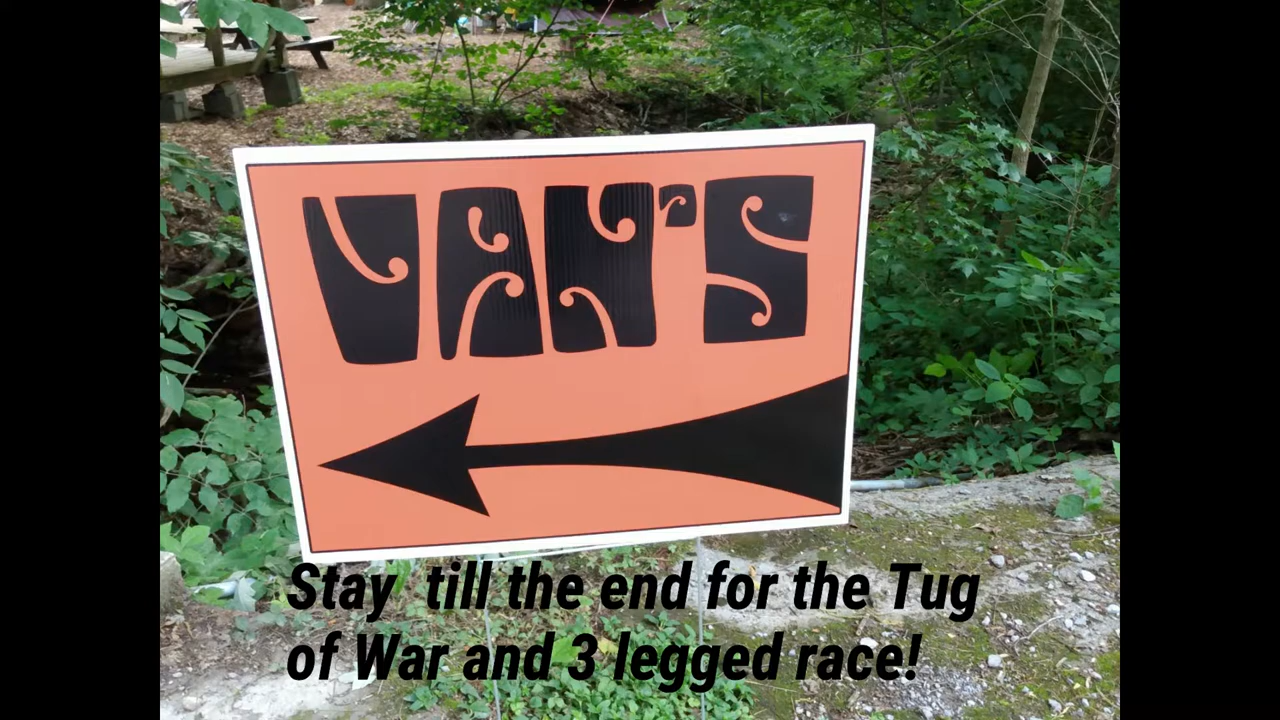 VAN'S
Stay till the end for the Tug
of War and 3 legged race!